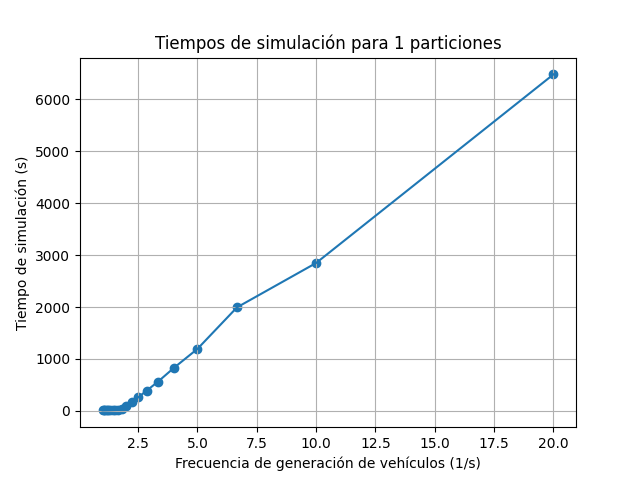 Tiempos de simulación para 1 particiones
Tiempo de simulación (s)
6000
5000
4000
3000
2000
1000
0
2.5 5.0 7.5 10.0 12.5 15.0 17.5 20.0
Frecuencia de generación de vehículos (1/s)